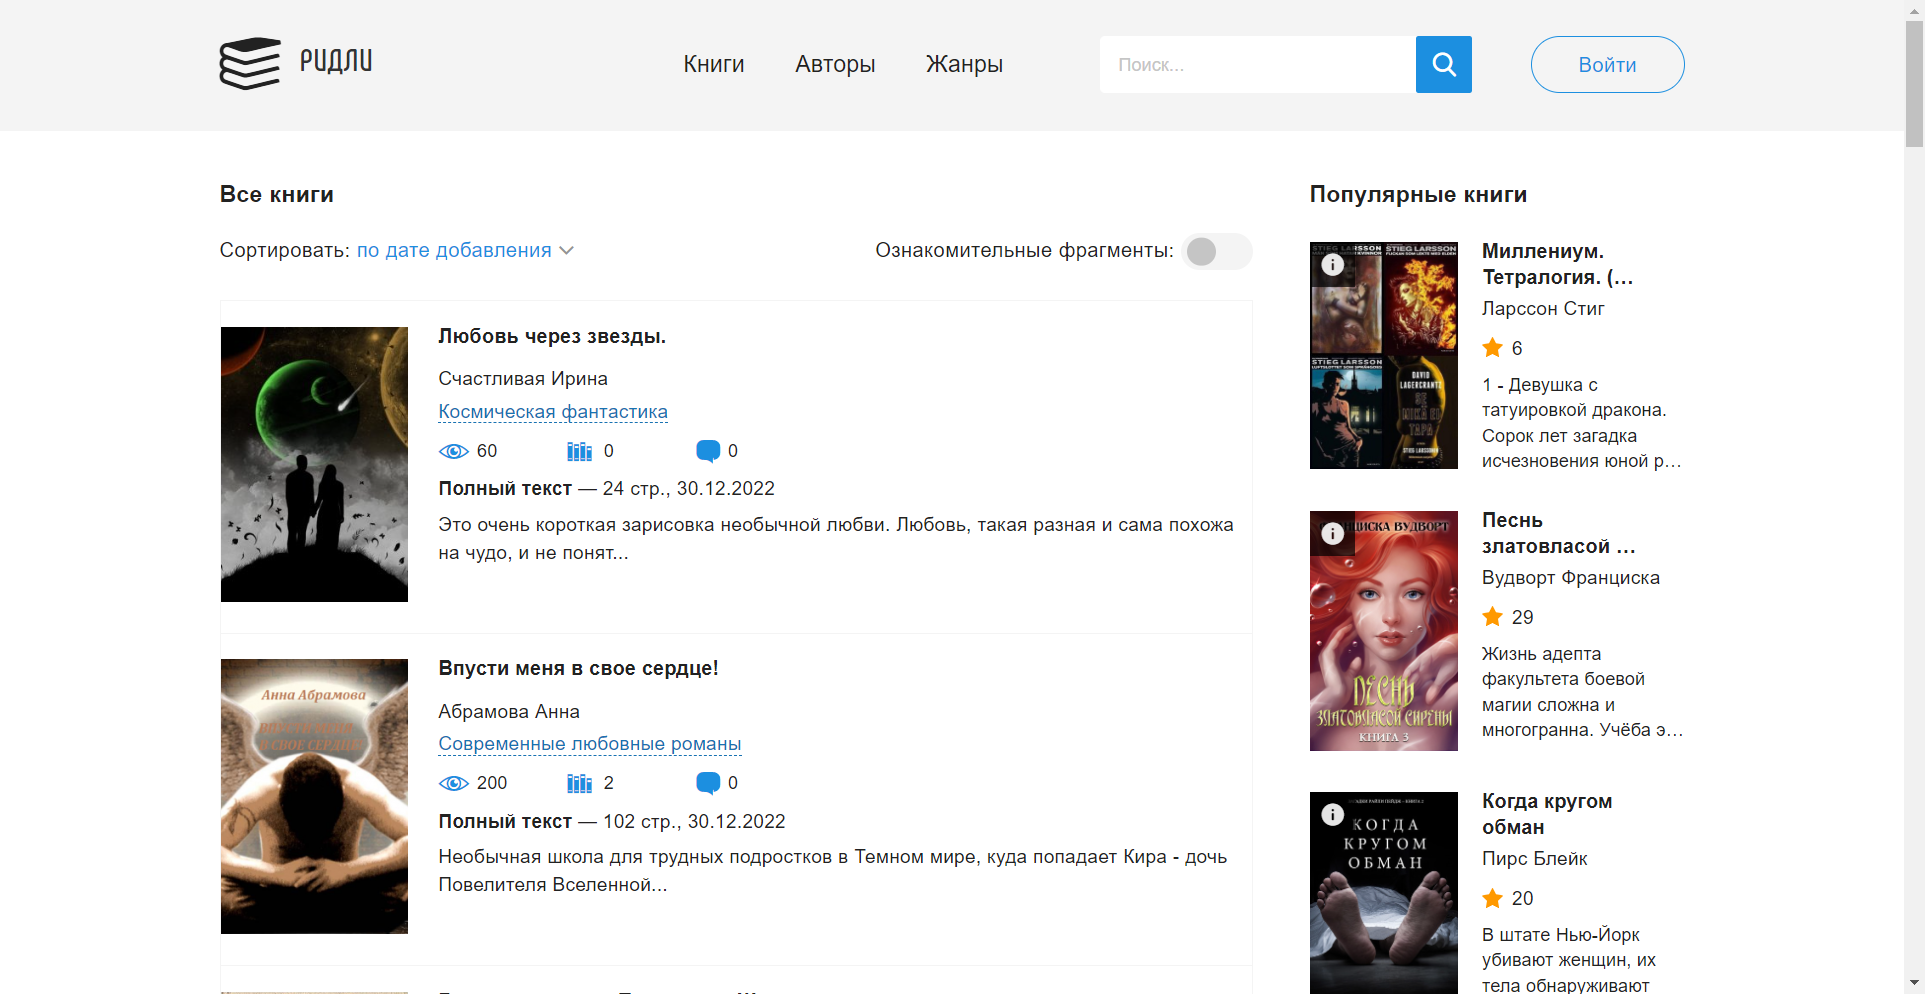 РИДЛИ
Книги
Авторы
Жанры
Поиск...
Войти
Все книги
Сортировать: по дате добавления
Ознакомительные фрагменты:
Любовь через звезды.
Счастливая Ирина
Космическая фантастика
60
0
0
Полный текст — 24 стр., 30.12.2022
Это очень короткая зарисовка необычной любви. Любовь, такая разная и сама похожа
на чудо, и не понят...
Анна Абрамова
ВПУСТИ МЕНЯ
В СВОЕ СЕРДЦЕ!
Впусти меня в свое сердце!
Абрамова Анна
Современные любовные романы
200
2
0
Полный текст — 102 стр., 30.12.2022
Необычная школа для трудных подростков в Темном мире, куда попадает Кира - дочь
Повелителя Вселенной...
Популярные книги
STIEG LARSSON
STIEG LARSSON
DAVID
LAGERCRANTZ
Миллениум.
Тетралогия. (...
Ларссон Стиг
6
1 - Девушка с
татуировкой дракона.
Сорок лет загадка
исчезновения юной р...
ВУДВОРТ
ПЕСНЬ
ЗЛАТОВЛАСОЙ СИРЕНЫ
КНИГА 3
Песнь
златовласой ...
Вудворт Франциска
29
Жизнь адепта
факультета боевой
магии сложна и
многогранна. Учёба э...
КОГДА
КРУГОМ
ОБМАН
Когда кругом
обман
Пирс Блейк
20
В штате Нью-Йорк
убивают женщин, их
тела обнаруживают